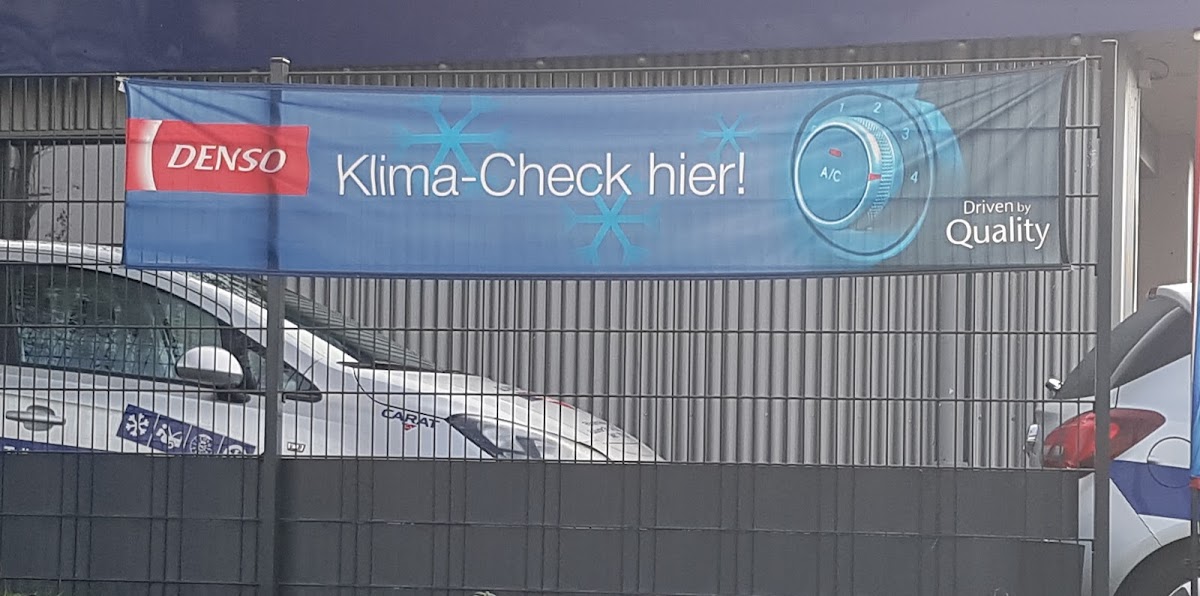 DENSO
Klima-Check hier!
1 2 3 4
A/C
Driven by
Quality
CARAT